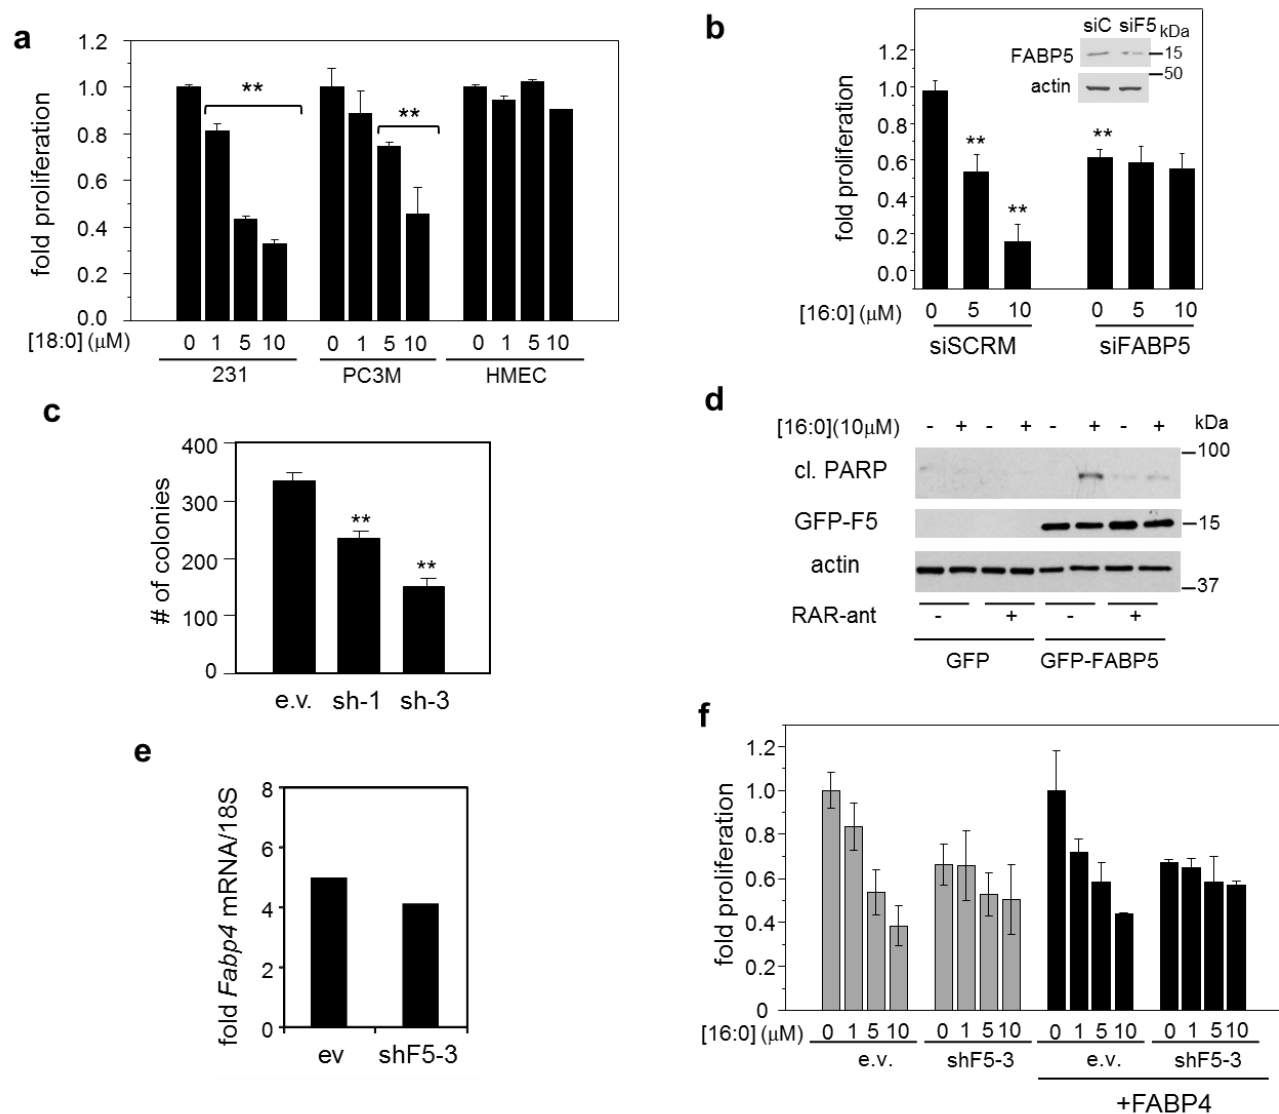 a
1.2
1.0
0.8
0.6
0.4
0.2
0.0
fold proliferation
**
**
[18:0] (μM) 0 1 5 10 0 1 5 10 0 1 5 10
231 PC3M HMEC
b
siC siF5 kDa
FABP5 15
50
actin
1.2
1.0
0.8
0.6
0.4
0.2
0.0
fold proliferation
**
**
**
[16:0] (μM) 0 5 10 0 5 10
siSCRM siFABP5
c
400
300
200
100
0
# of colonies
**
**
e.v. sh-1 sh-3
d
[16:0](10μM) - + - + - + - + kDa
100
cl. PARP
GFP-F5 15
actin
37
RAR-ant - + - +
GFP GFP-FABP5
e
8
6
4
2
0
fold Fabp4 mRNA/18S
ev shF5-3
f
1.2
1.0
0.8
0.6
0.4
0.2
0
fold proliferation
[16:0] (μM) 0 1 5 10 0 1 5 10 0 1 5 10 0 1 5 10
e.v. shF5-3 e.v. shF5-3
+FABP4